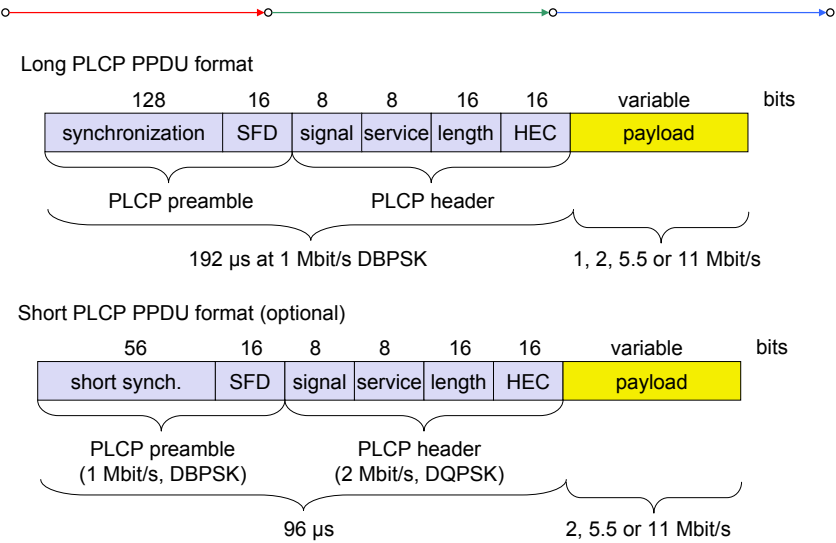 Long PLCP PPDU format
128 16 8 8 16 16 variable bits
synchronization SFD signal service length HEC payload
PLCP preamble PLCP header
192 µs at 1 Mbit/s DBPSK 1, 2, 5.5 or 11 Mbit/s
Short PLCP PPDU format (optional)
56 16 8 8 16 16 variable bits
short synch. SFD signal service length HEC payload
PLCP preamble PLCP header
(1 Mbit/s, DBPSK) (2 Mbit/s, DQPSK)
96 µs 2, 5.5 or 11 Mbit/s